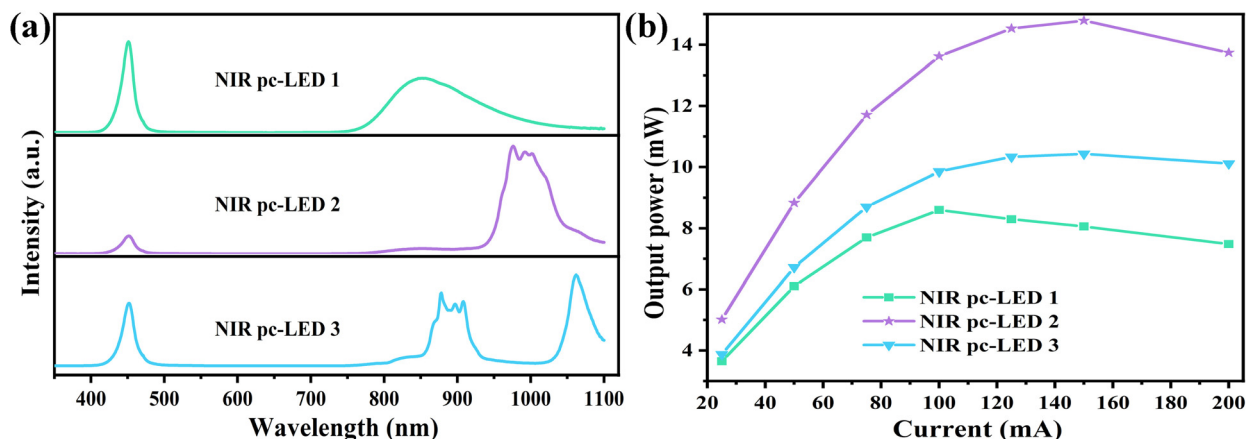 (a)
NIR pc-LED 1
NIR pc-LED 2
NIR pc-LED 3
Intensity (a.u.)
400 500 600 700 800 900 1000 1100
Wavelength (nm)
(b)
14
12
10
8
6
4
Output power (mW)
NIR pc-LED 1
NIR pc-LED 2
NIR pc-LED 3
20 40 60 80 100 120 140 160 180 200
Current (mA)